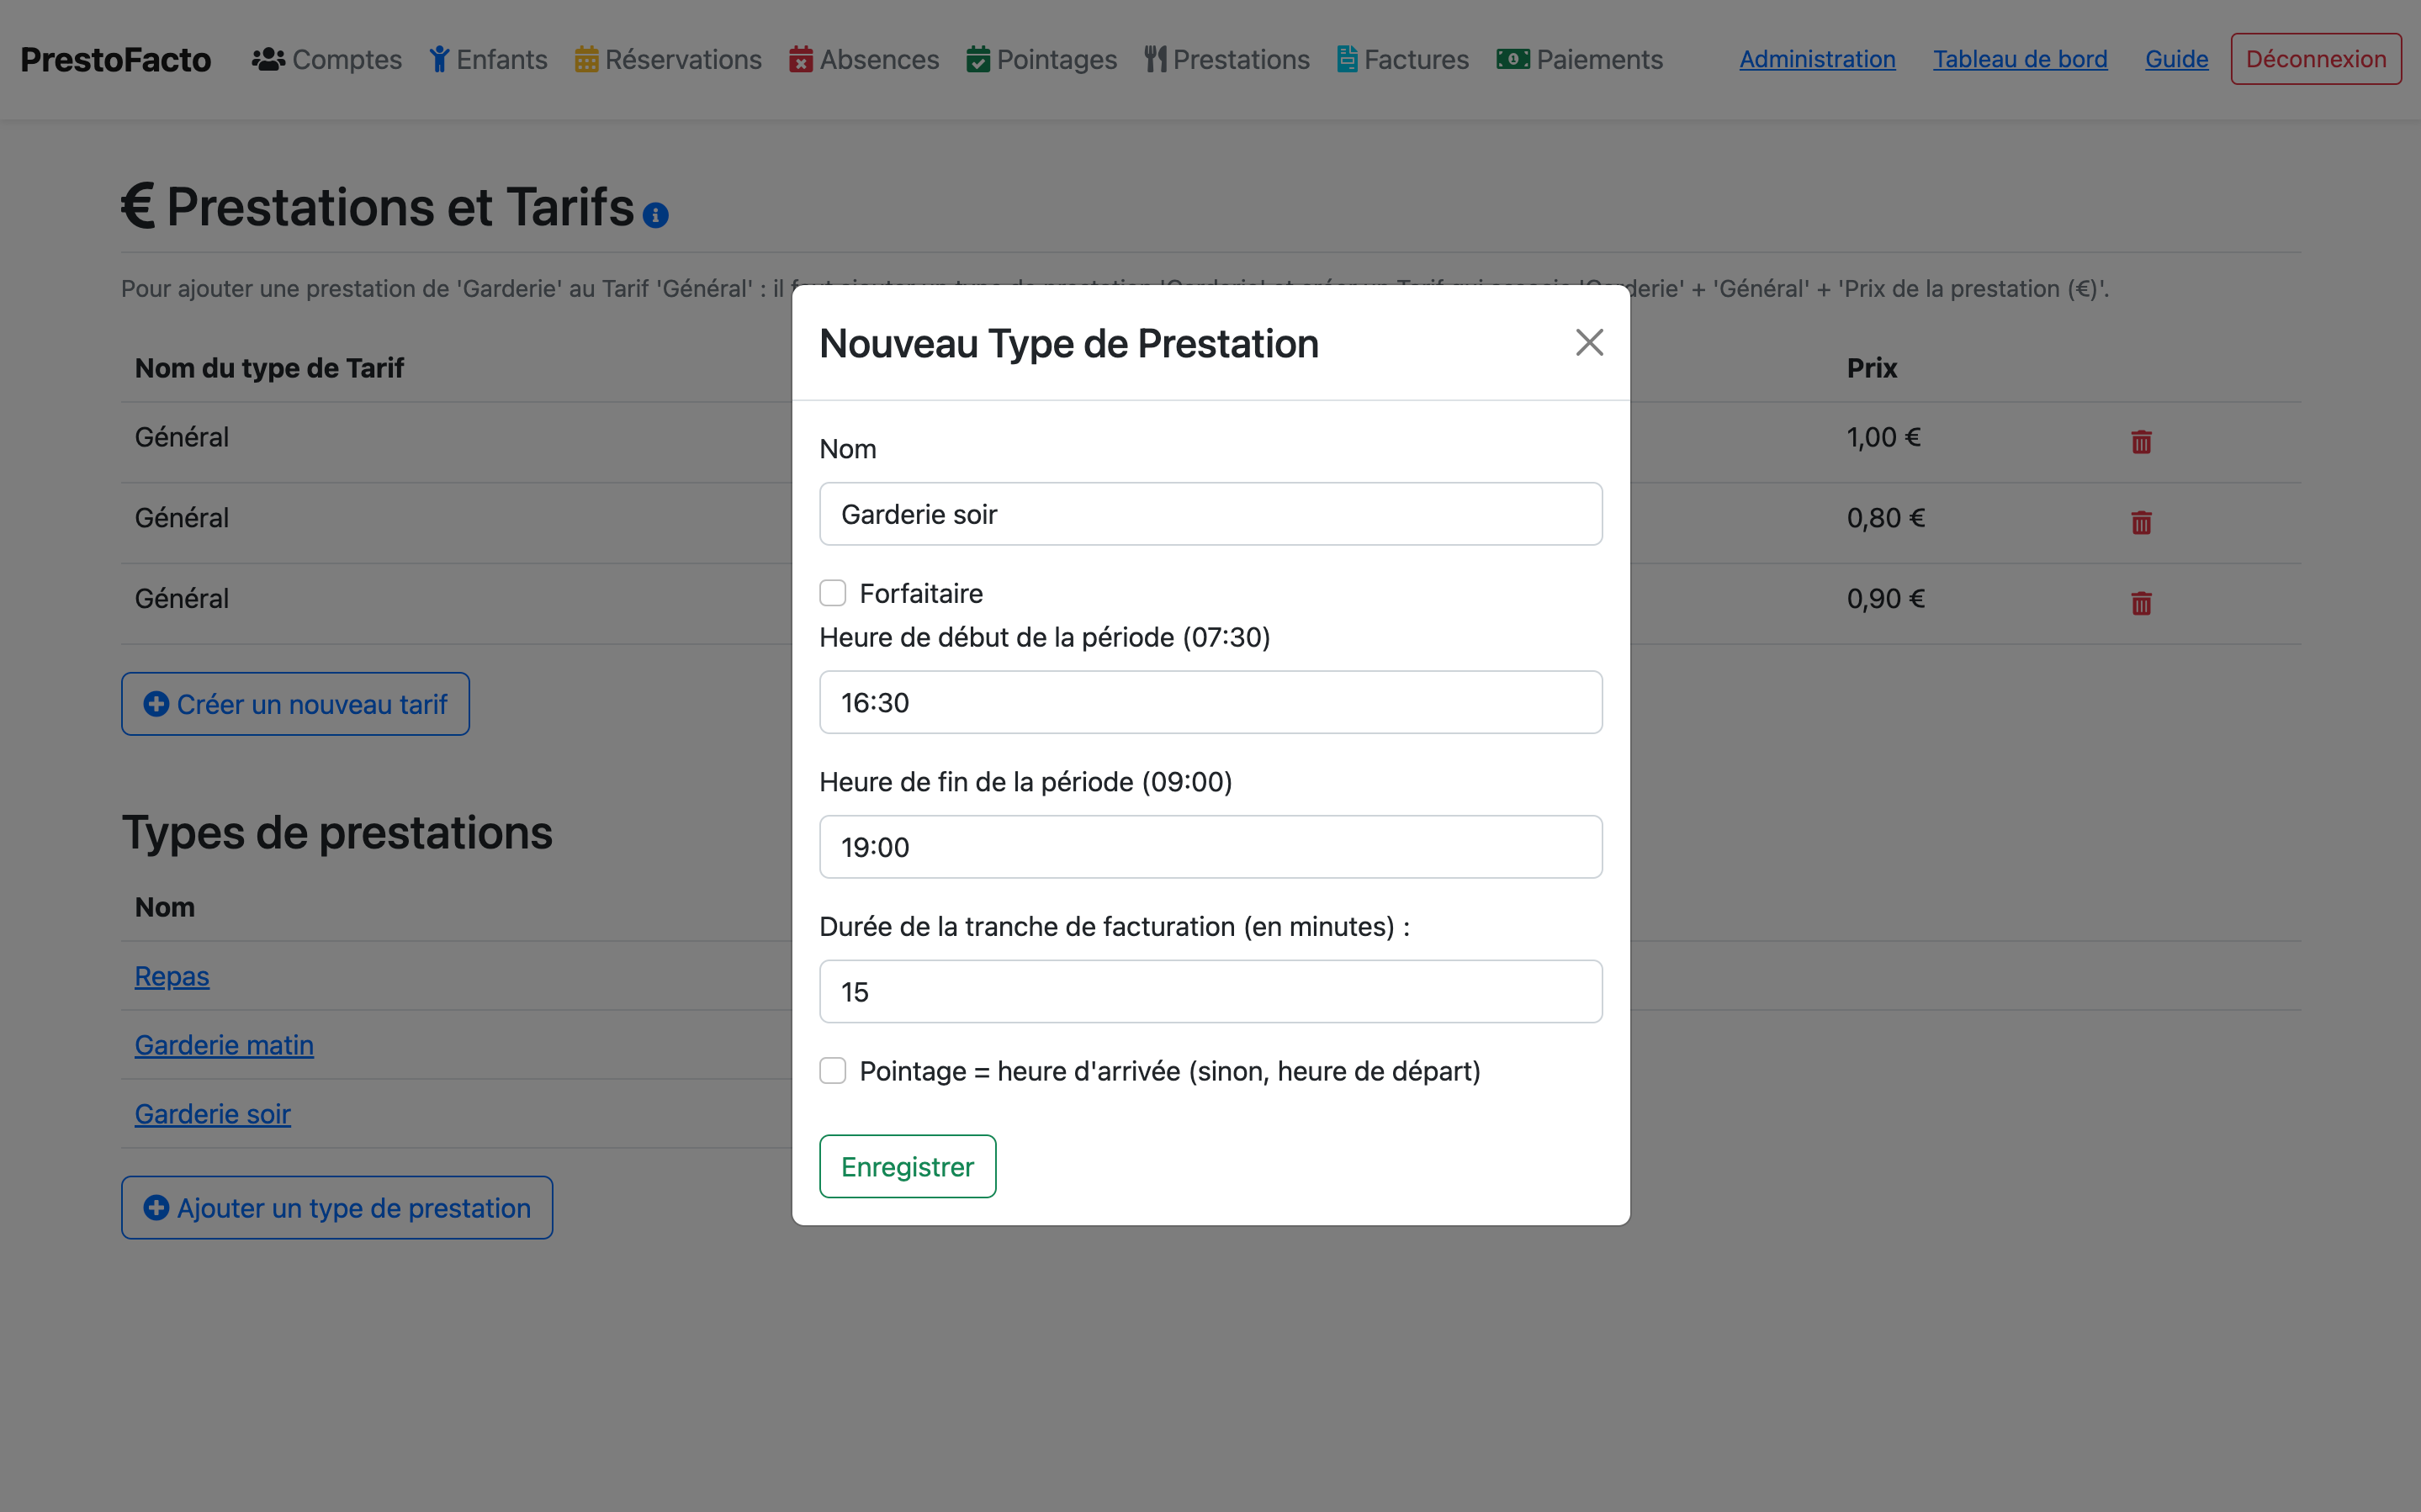 PrestoFacto Comptes Enfants Réservations Absences Pointages Prestations Factures Paiements Administration Tableau de bord Guide Déconnexion
€ Prestations et Tarifs
Pour ajouter une prestation de 'Garderie' au Tarif 'Général' : il + 'Général' + 'Prix de la prestation (€)'.
Nom du type de Tarif Prix
Général 1,00 €
Général 0,80 €
Général 0,90 €
Créer un nouveau tarif
Types de prestations
Nom
Repas
Garderie matin
Garderie soir
Ajouter un type de prestation
Nouveau Type de Prestation
Nom
Garderie soir
Forfaitaire
Heure de début de la période (07:30)
16:30
Heure de fin de la période (09:00)
19:00
Durée de la tranche de facturation (en minutes) :
15
Pointage = heure d'arrivée (sinon, heure de départ)
Enregistrer